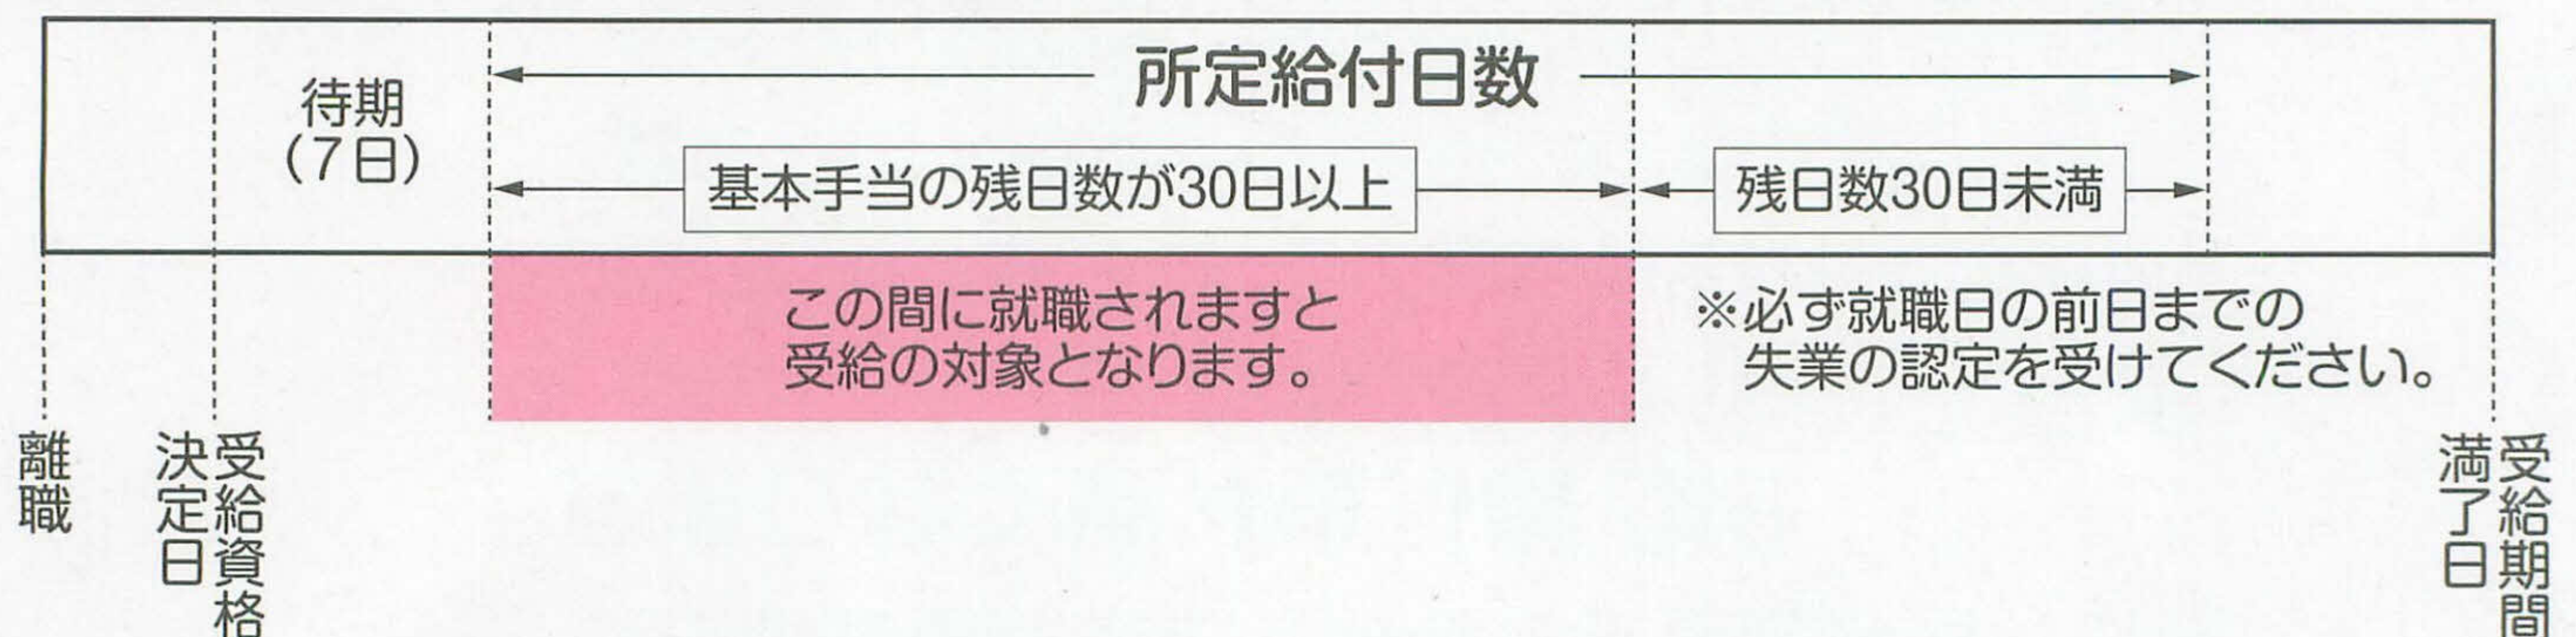 所定給付日数
待期
(7日)
基本手当の残日数が30日以上
残日数30日未満
この間に就職されますと
受給の対象となります。
※必ず就職日の前日までの
失業の認定を受けてください。
離職
受給資格
決定日
受給期間
満了日